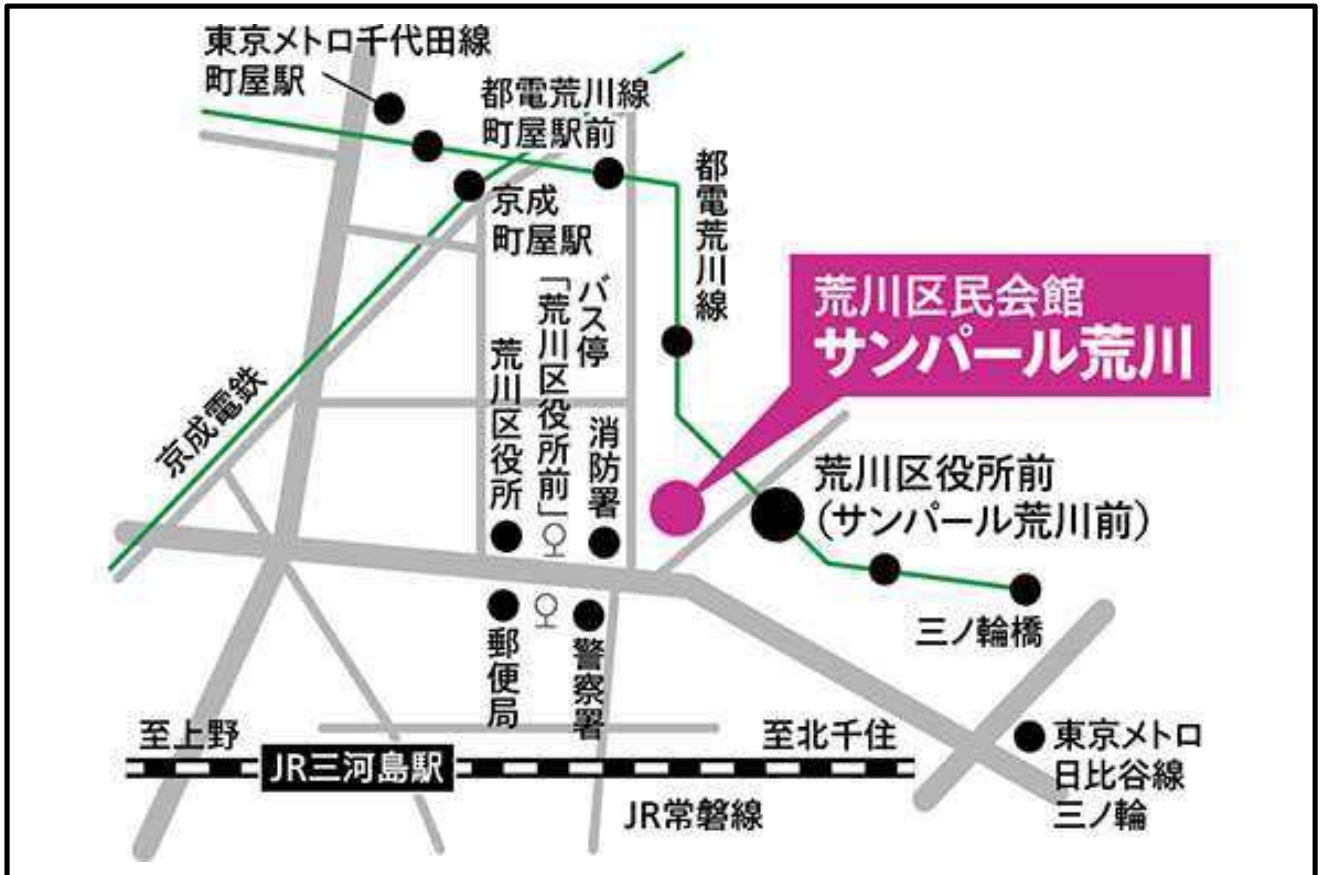 東京メトロ千代田線
町屋駅
都電荒川線
町屋駅前
都電荒川線
京成
町屋駅
京成電鉄
荒川区民会館
サンパール荒川
バス停
「荒川区役所前」
荒川区役所
消防署
荒川区役所前
(サンパール荒川前)
三ノ輪橋
郵便局
警察署
至上野
JR三河島駅
至北千住
JR常磐線
東京メトロ
日比谷線
三ノ輪